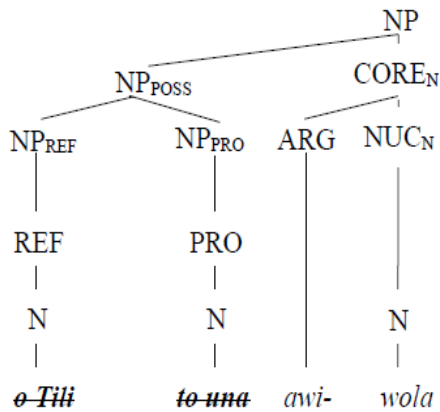 NP
NPPOSS COREN
NPREF NPPRO ARG NUCN
REF PRO
N N N
o Tili to una awi- wola